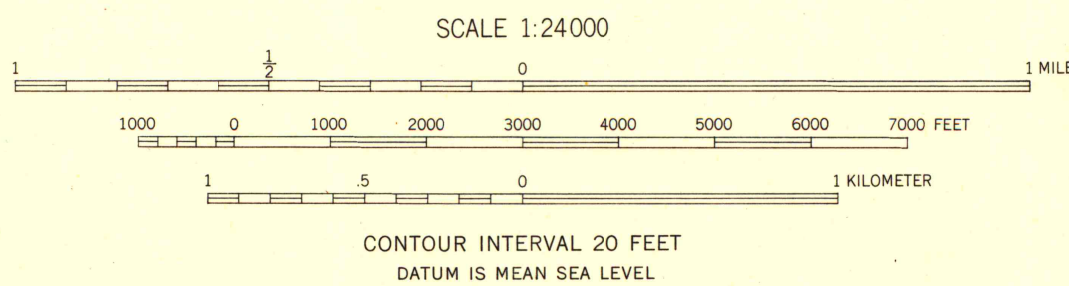 SCALE 1:24000
1 1/2 0 1 MILE
1000 0 1000 2000 3000 4000 5000 6000 7000 FEET
1 .5 0 1 KILOMETER
CONTOUR INTERVAL 20 FEET
DATUM IS MEAN SEA LEVEL